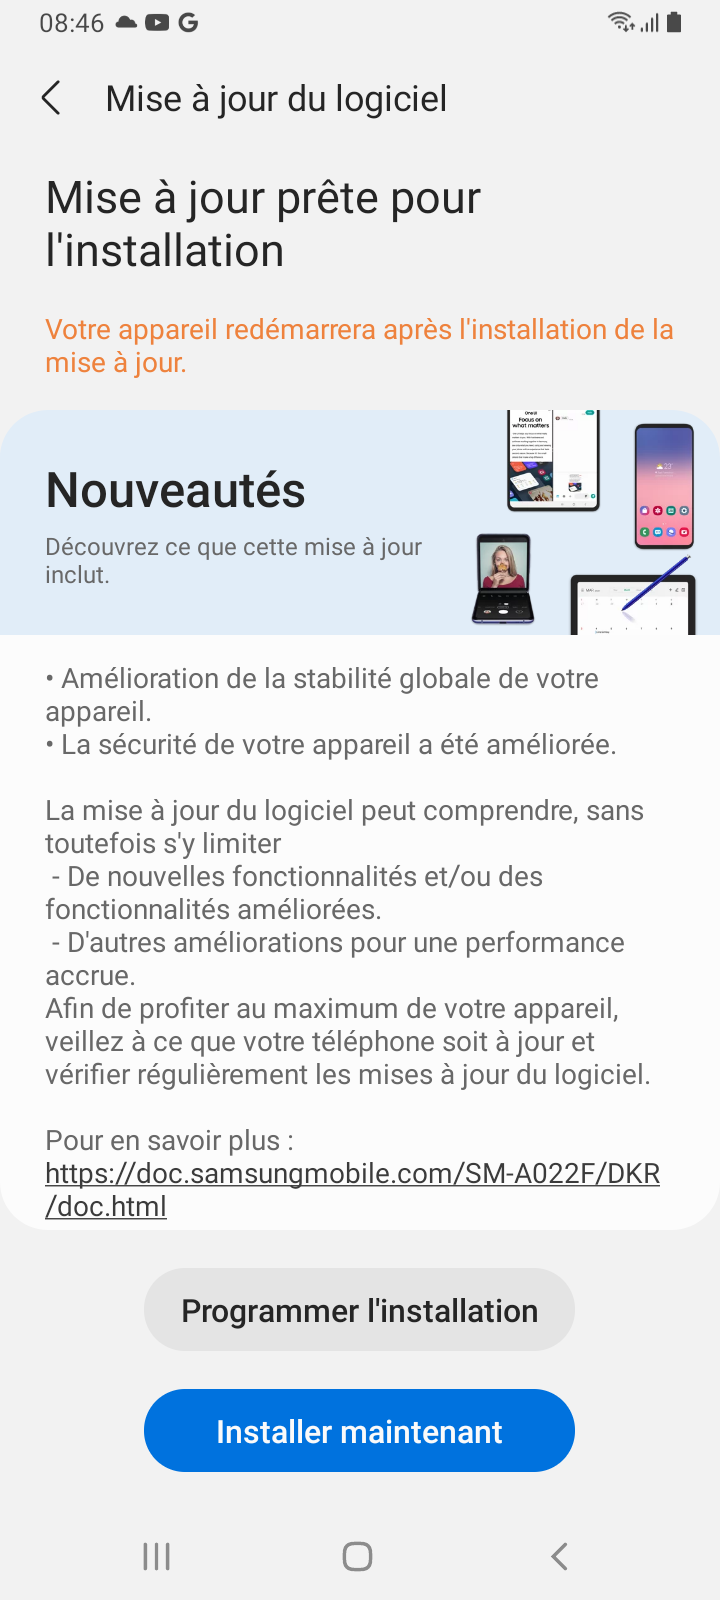 08:46
Mise à jour du logiciel
Mise à jour prête pour
l'installation
Votre appareil redémarrera après l'installation de la
mise à jour.
Nouveautés
Découvrez ce que cette mise à jour
inclut.
Focus on
what matters
• Amélioration de la stabilité globale de votre
appareil.
• La sécurité de votre appareil a été améliorée.
La mise à jour du logiciel peut comprendre, sans
toutefois s'y limiter
- De nouvelles fonctionnalités et/ou des
fonctionnalités améliorées.
- D'autres améliorations pour une performance
accrue.
Afin de profiter au maximum de votre appareil,
veillez à ce que votre téléphone soit à jour et
vérifier régulièrement les mises à jour du logiciel.
Pour en savoir plus :
https://doc.samsungmobile.com/SM-A022F/DKR
/doc.html
Programmer l'installation
Installer maintenant